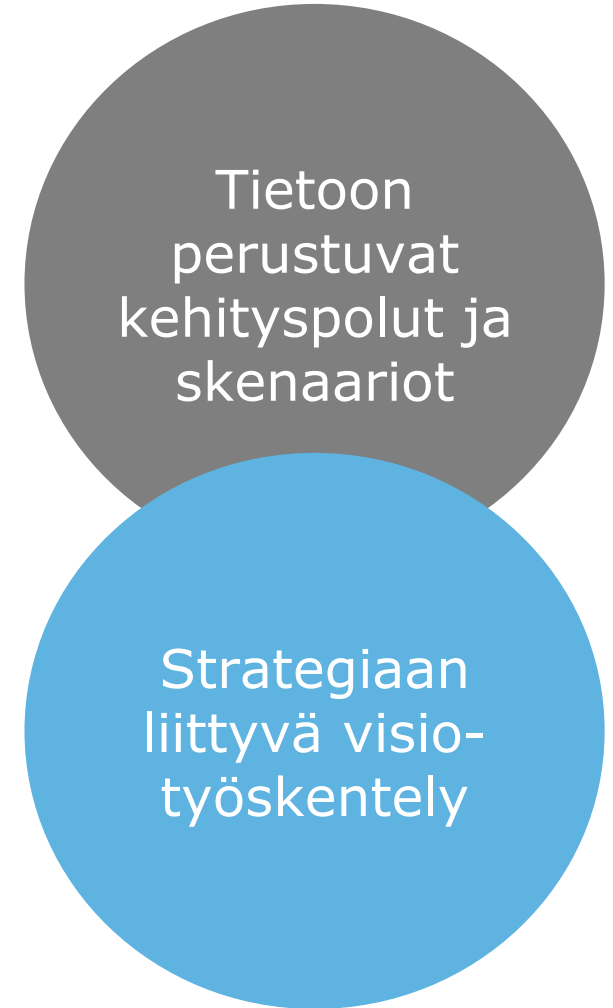 Tietoon
perustuvat
kehityspolut ja
skenaariot
Strategiaan
liittyvä visio-
työskentely